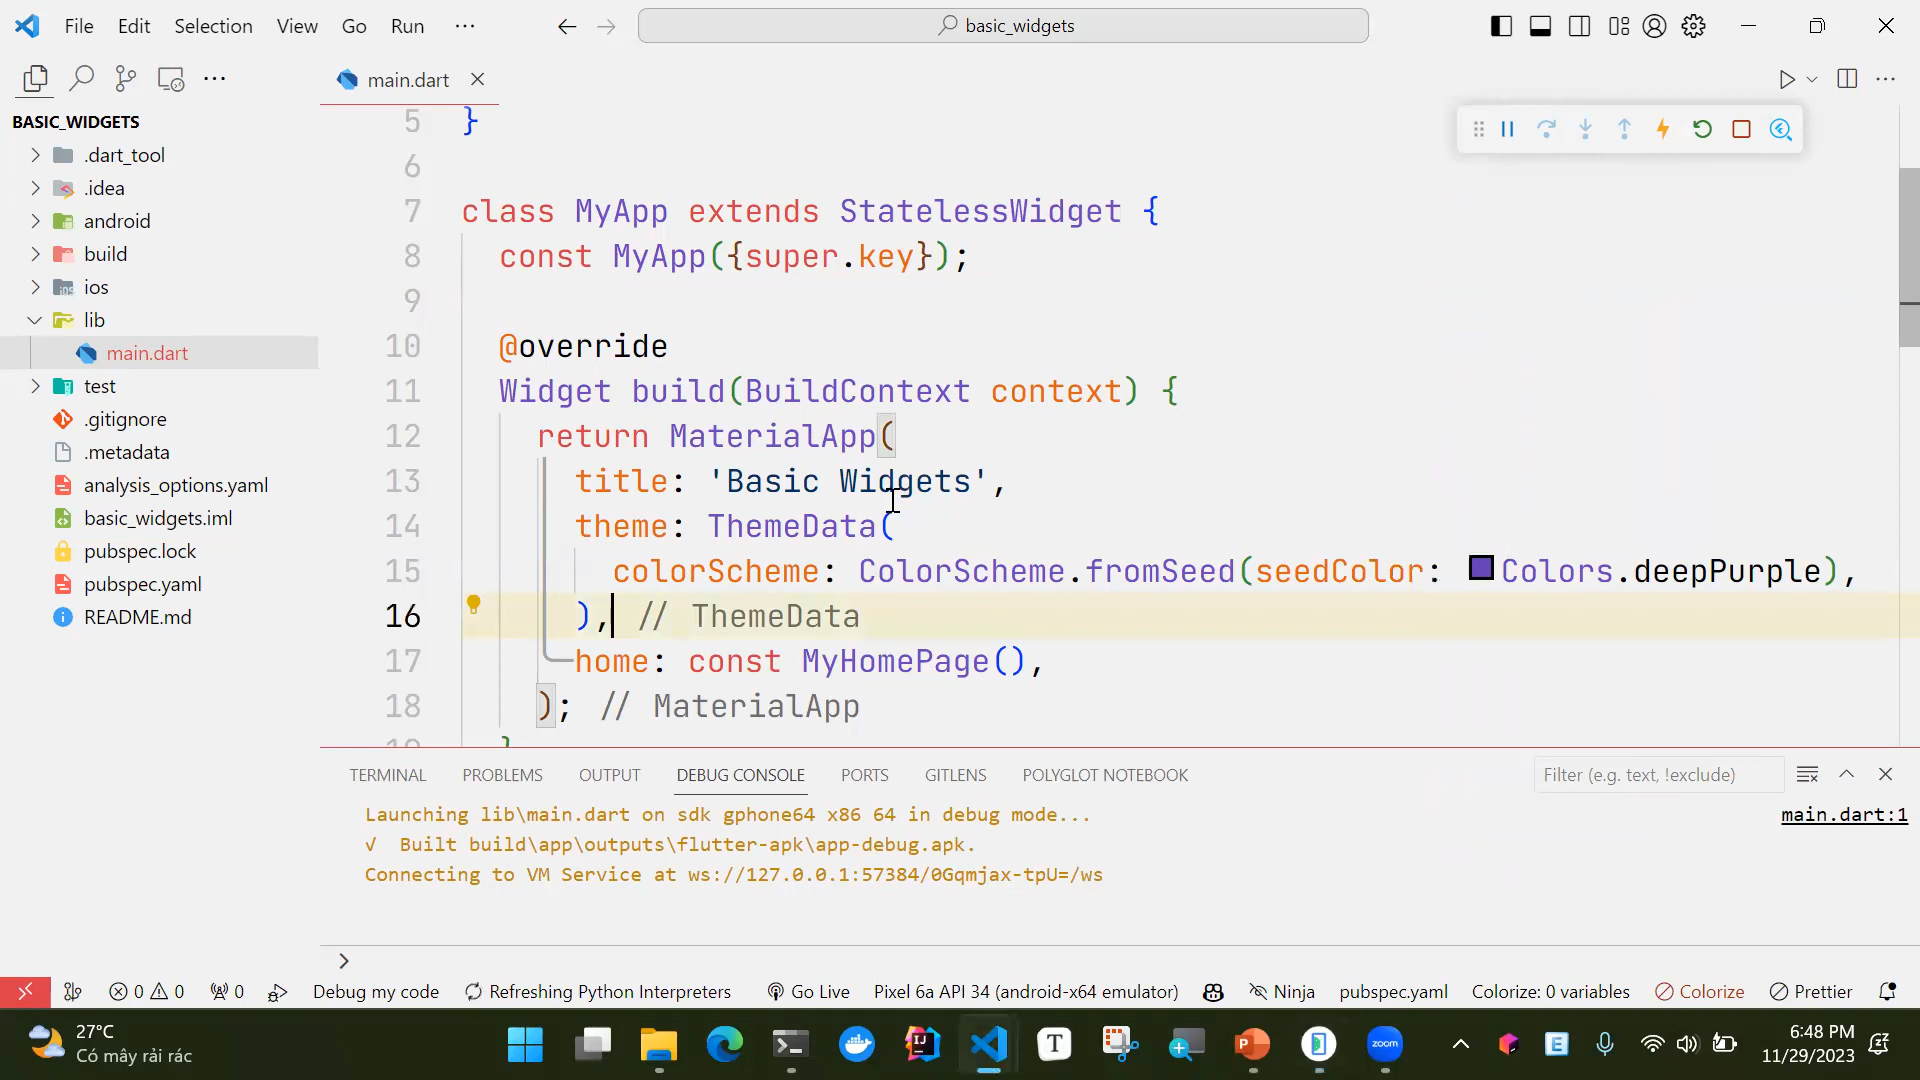 File Edit Selection View Go Run ··· basic_widgets
main.dart
BASIC_WIDGETS
.dart_tool
.idea
android
build
ios
lib
main.dart
test
.gitignore
.metadata
analysis_options.yaml
basic_widgets.iml
pubspec.lock
pubspec.yaml
README.md
5 }
6
7 class MyApp extends StatelessWidget {
8 const MyApp({super.key});
9
10 @override
11 Widget build(BuildContext context) {
12 return MaterialApp(
13 title: 'Basic Widgets',
14 theme: ThemeData(
15 colorScheme: ColorScheme.fromSeed(seedColor: Colors.deepPurple),
16 ), // ThemeData
17 home: const MyHomePage(),
18 ); // MaterialApp
19 }
TERMINAL PROBLEMS OUTPUT DEBUG CONSOLE PORTS GITLENS POLYGLOT NOTEBOOK Filter (e.g. text, !exclude)
Launching lib\main.dart on sdk gphone64 x86 64 in debug mode... main.dart:1
√ Built build\app\outputs\flutter-apk\app-debug.apk.
Connecting to VM Service at ws://127.0.0.1:57384/0Gqmjax-tpU=/ws
0 0 0 Debug my code Refreshing Python Interpreters Go Live Pixel 6a API 34 (android-x64 emulator) Ninja pubspec.yaml Colorize: 0 variables Colorize Prettier
27°C
Có mây rải rác
zoom
6:48 PM
11/29/2023